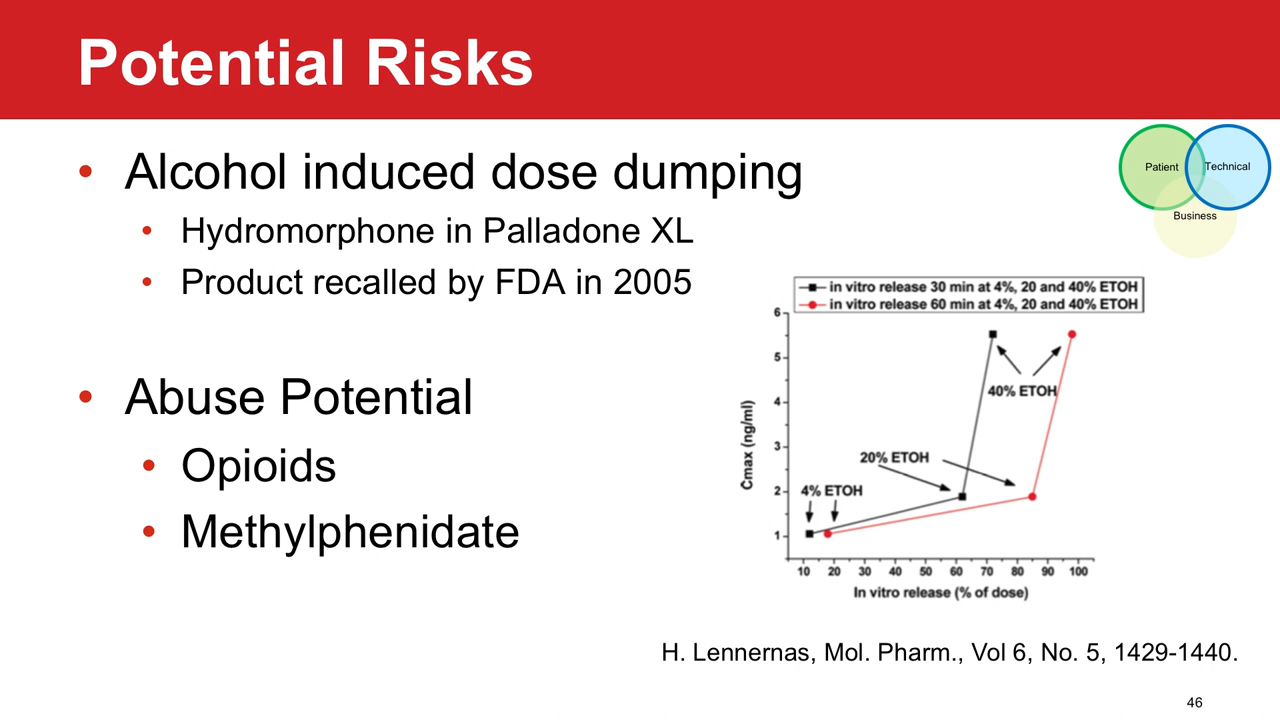 Potential Risks
• Alcohol induced dose dumping
• Hydromorphone in Palladone XL
• Product recalled by FDA in 2005
• Abuse Potential
• Opioids
• Methylphenidate
Patient
Technical
Business
in vitro release 30 min at 4%, 20 and 40% ETOH
in vitro release 60 min at 4%, 20 and 40% ETOH
6
5
4
3
2
1
Cmax (ng/ml)
40% ETOH
20% ETOH
4% ETOH
10 20 30 40 50 60 70 80 90 100
In vitro release (% of dose)
H. Lennernas, Mol. Pharm., Vol 6, No. 5, 1429-1440.
46